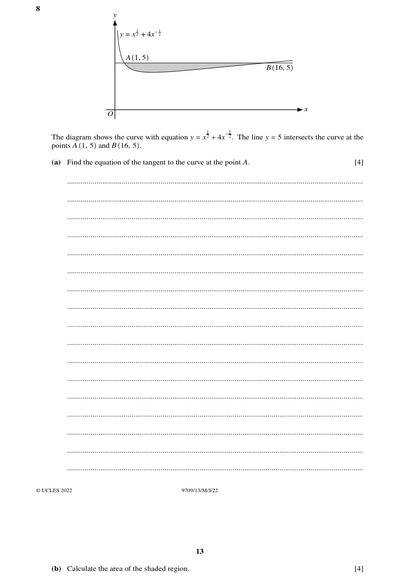 8
y
y = x^{1/2} + 4x^{-1/2}
A (1, 5)
B (16, 5)
O
x
The diagram shows the curve with equation y = x^{1/2} + 4x^{-1/2}. The line y = 5 intersects the curve at the
points A (1, 5) and B (16, 5).
(a) Find the equation of the tangent to the curve at the point A. [4]
© UCLES 2022 9709/13/M/J/22
13
(b) Calculate the area of the shaded region. [4]